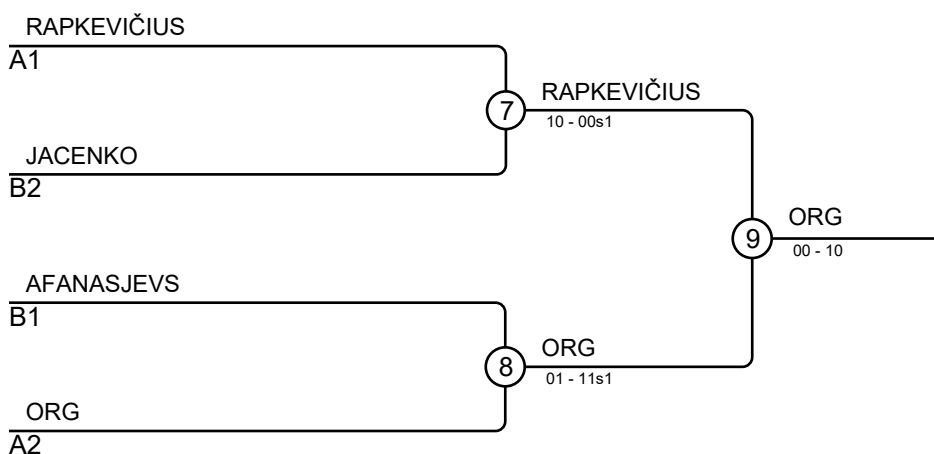 RAPKEVIČIUS
A1
7
RAPKEVIČIUS
10 - 00s1
JACENKO
B2
9
ORG
00 - 10
AFANASJEVS
B1
8
ORG
01 - 11s1
ORG
A2